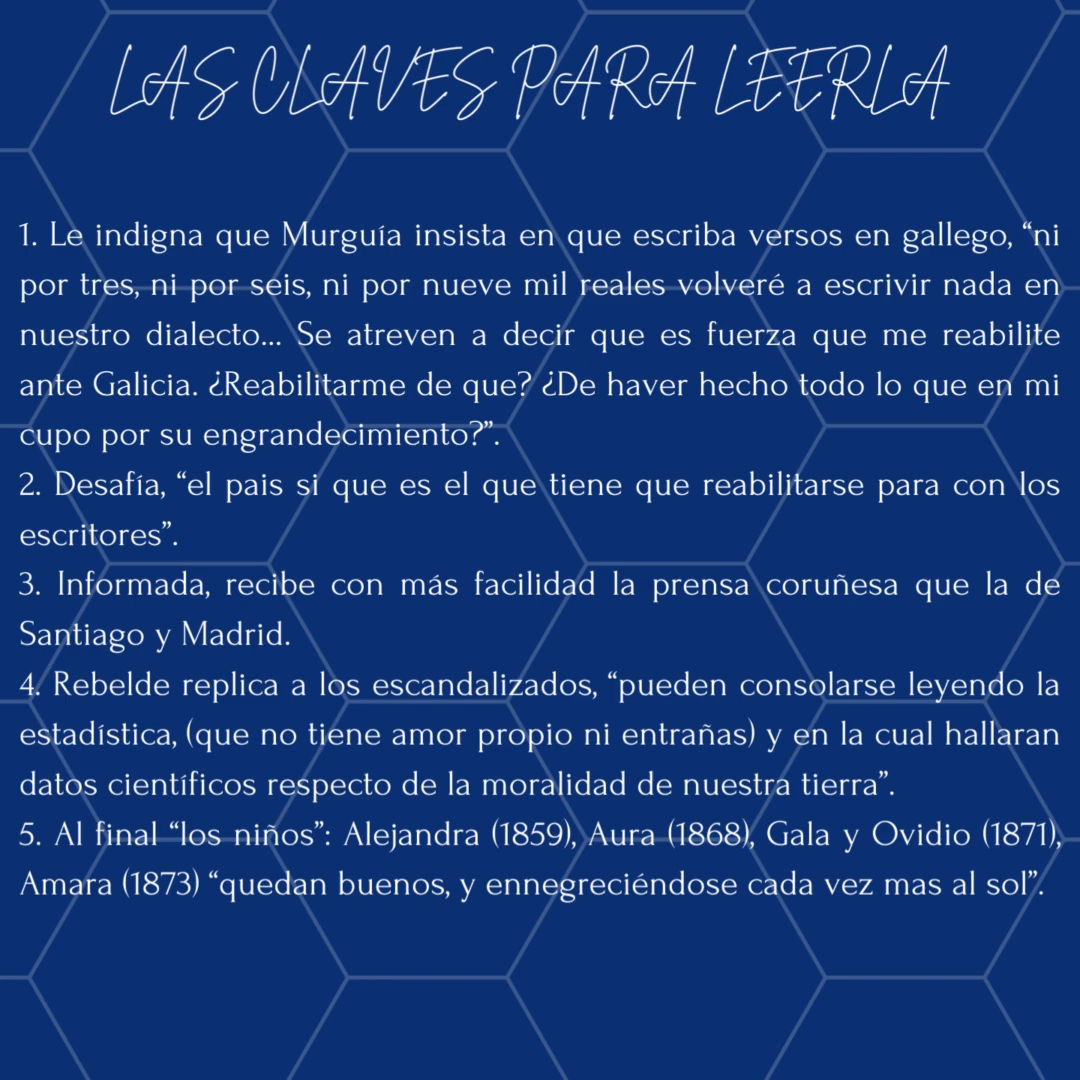 LAS CLAVES PARA LEERLA
1. Le indigna que Murguía insista en que escriba versos en gallego, “ni
por tres, ni por seis, ni por nueve mil reales volveré a escrivir nada en
nuestro dialecto... Se atreven a decir que es fuerza que me reabilite
ante Galicia. ¿Reabilitarme de que? ¿De haver hecho todo lo que en mi
cupo por su engrandecimiento?”.
2. Desafía, “el pais si que es el que tiene que reabilitarse para con los
escritores”.
3. Informada, recibe con más facilidad la prensa coruñesa que la de
Santiago y Madrid.
4. Rebelde replica a los escandalizados, “pueden consolarse leyendo la
estadística, (que no tiene amor propio ni entrañas) y en la cual hallaran
datos científicos respecto de la moralidad de nuestra tierra”.
5. Al final “los niños”: Alejandra (1859), Aura (1868), Gala y Ovidio (1871),
Amara (1873) “quedan buenos, y ennegreciéndose cada vez mas al sol”.